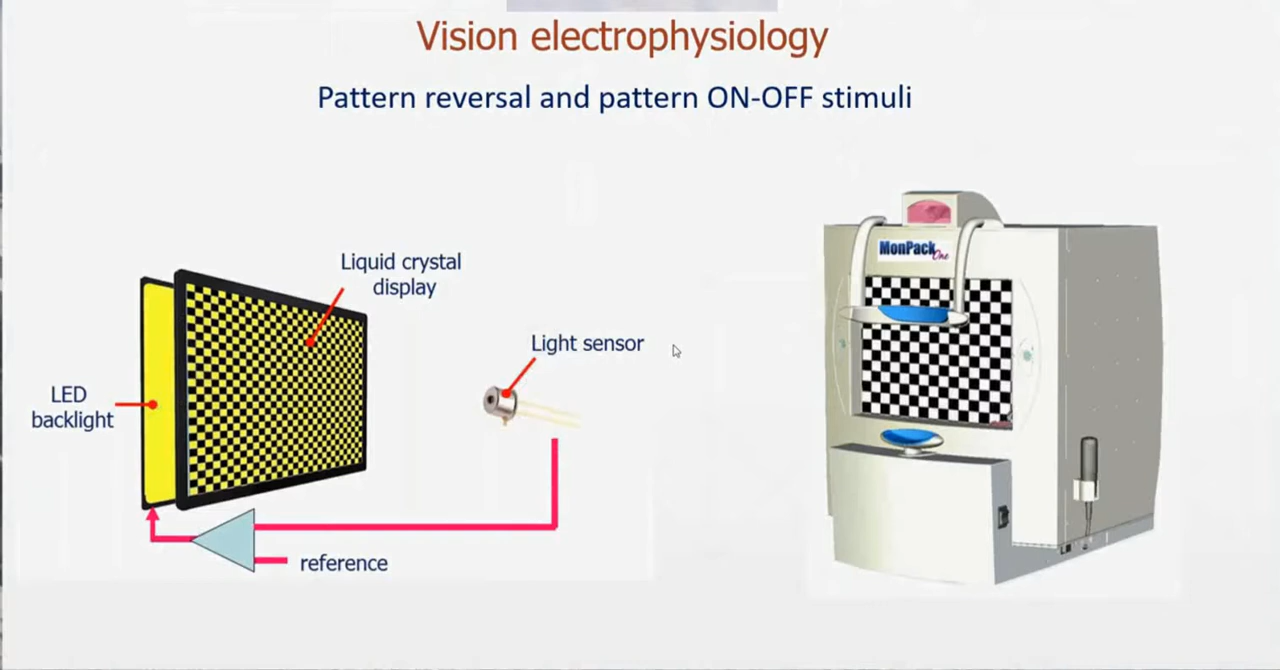 Vision electrophysiology
Pattern reversal and pattern ON-OFF stimuli
Liquid crystal
display
Light sensor
LED
backlight
reference
MonPack
One